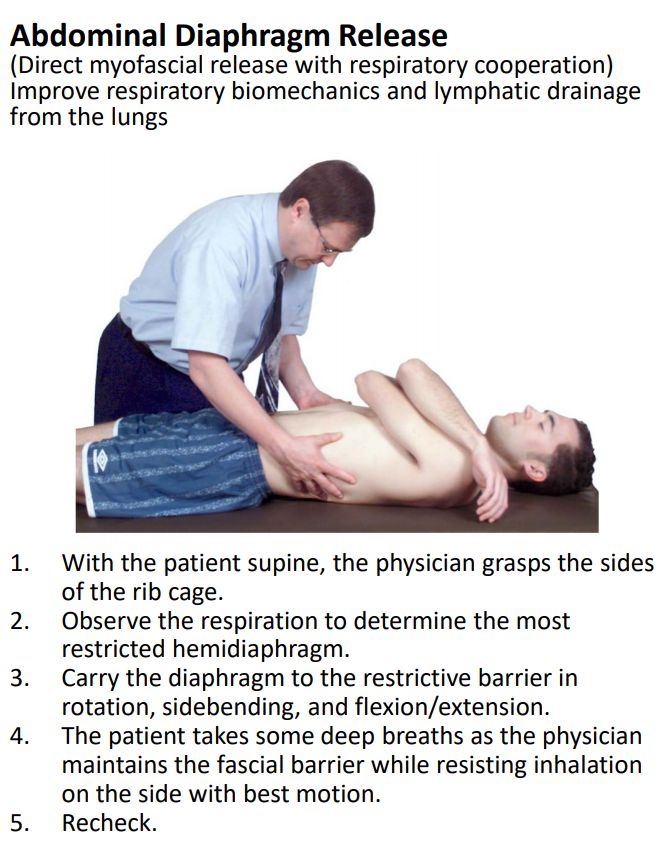 Abdominal Diaphragm Release
(Direct myofascial release with respiratory cooperation)
Improve respiratory biomechanics and lymphatic drainage
from the lungs
1. With the patient supine, the physician grasps the sides
of the rib cage.
2. Observe the respiration to determine the most
restricted hemidiaphragm.
3. Carry the diaphragm to the restrictive barrier in
rotation, sidebending, and flexion/extension.
4. The patient takes some deep breaths as the physician
maintains the fascial barrier while resisting inhalation
on the side with best motion.
5. Recheck.